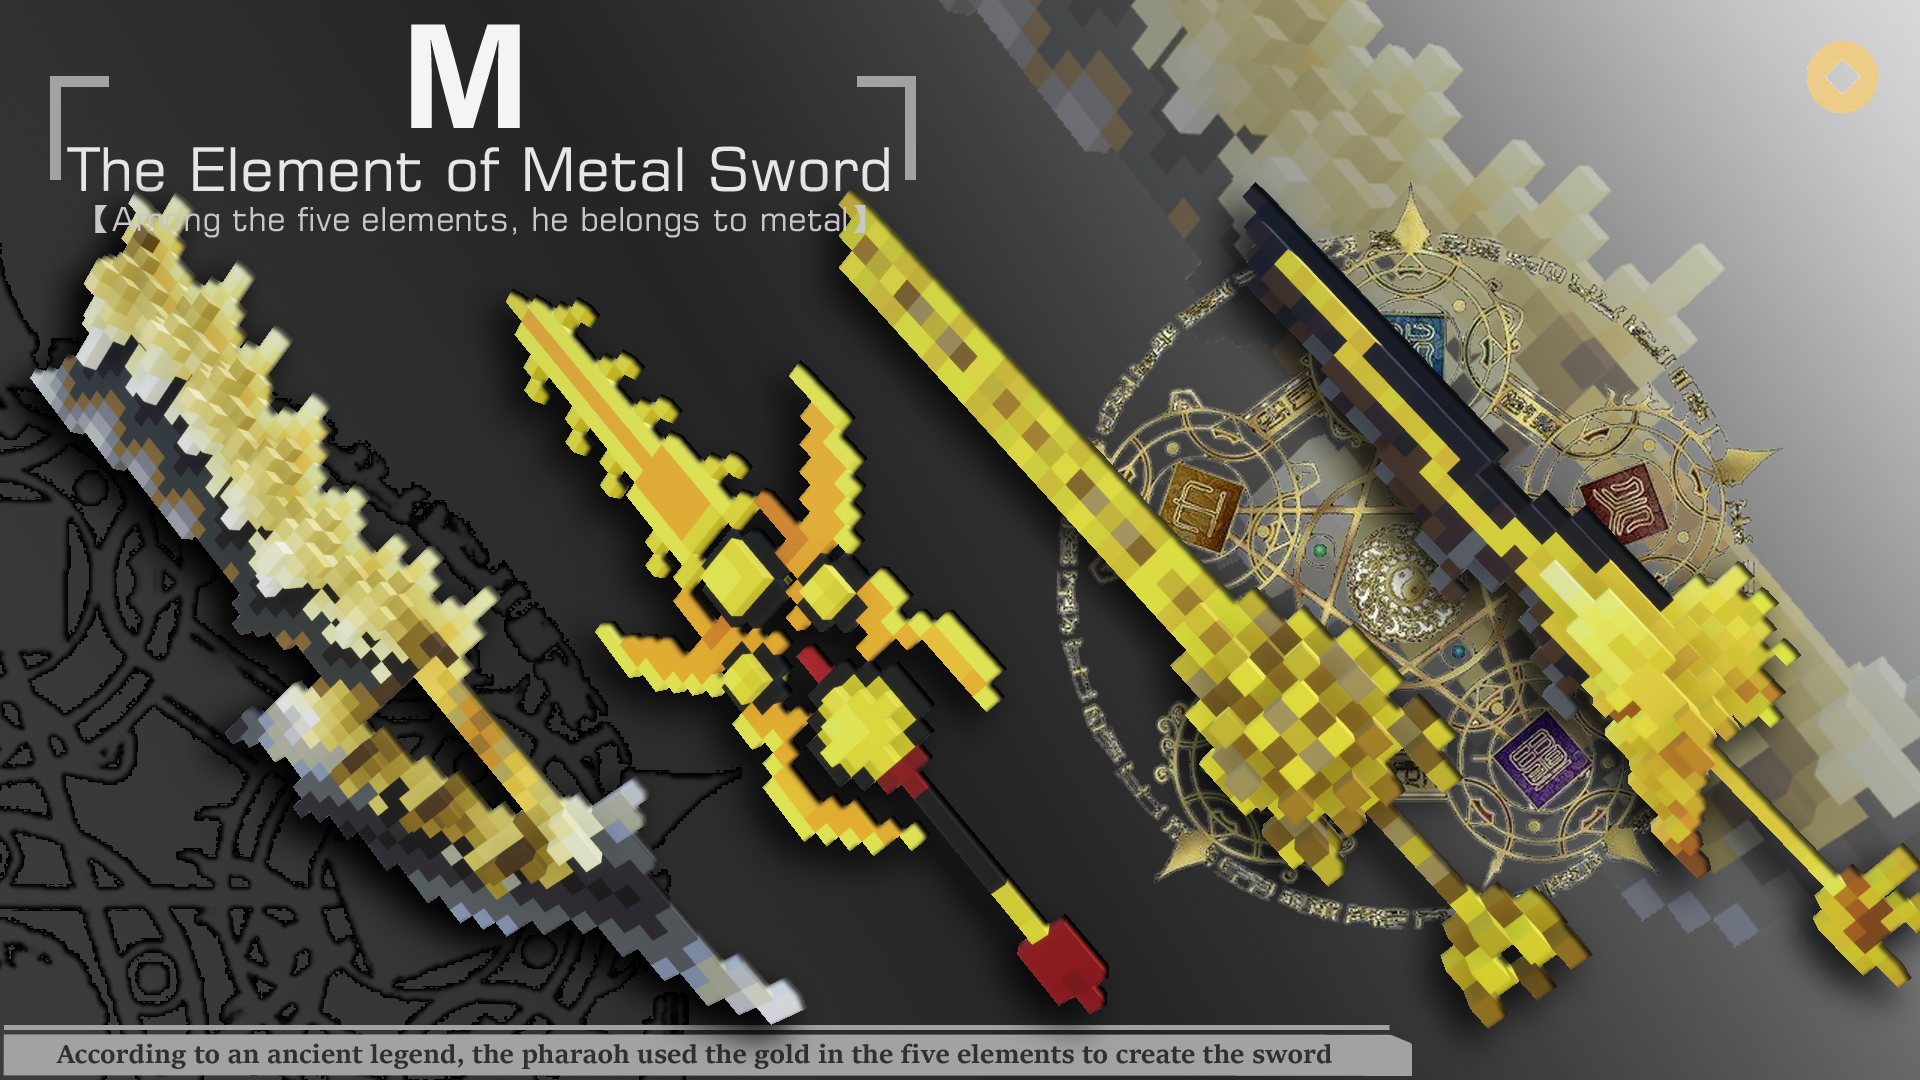 M
The Element of Metal Sword
【Among the five elements, he belongs to metal】
According to an ancient legend, the pharaoh used the gold in the five elements to create the sword